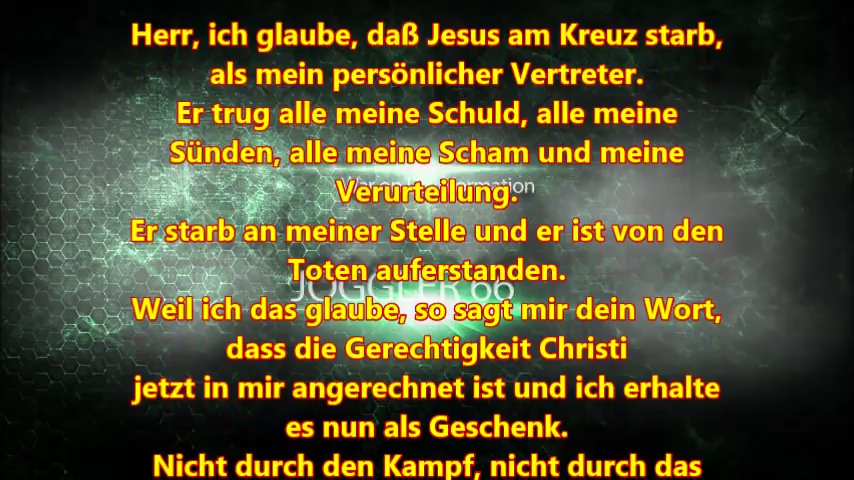 Herr, ich glaube, daß Jesus am Kreuz starb,
als mein persönlicher Vertreter.
Er trug alle meine Schuld, alle meine
Sünden, alle meine Scham und meine
Verurteilung.
Er starb an meiner Stelle und er ist von den
Toten auferstanden.
JOGGLER 66
Weil ich das glaube, so sagt mir dein Wort,
dass die Gerechtigkeit Christi
jetzt in mir angerechnet ist und ich erhalte
es nun als Geschenk.
Nicht durch den Kampf, nicht durch das